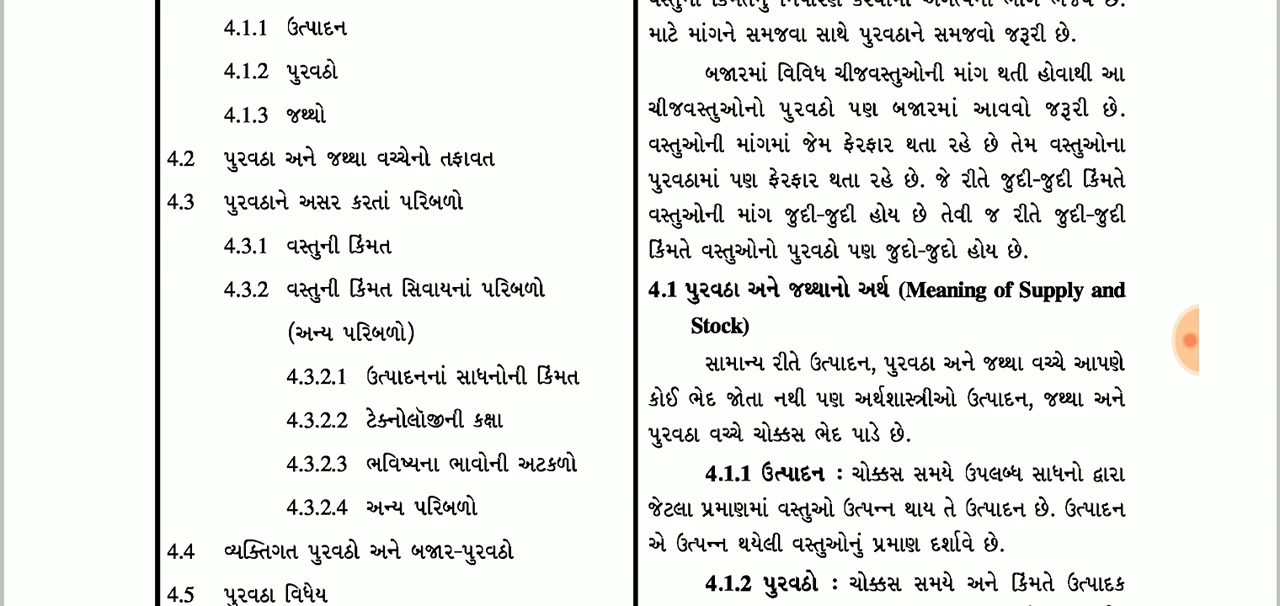 4.1.1 ઉત્પાદન
4.1.2 પુરવઠો
4.1.3 જથ્થો
4.2 પુરવઠા અને જથ્થા વચ્ચેનો તફાવત
4.3 પુરવઠાને અસર કરતાં પરિબળો
4.3.1 વસ્તુની કિંમત
4.3.2 વસ્તુની કિંમત સિવાયનાં પરિબળો
(અન્ય પરિબળો)
4.3.2.1 ઉત્પાદનનાં સાધનોની કિંમત
4.3.2.2 ટેક્નોલૉજીની કક્ષા
4.3.2.3 ભવિષ્યના ભાવોની અટકળો
4.3.2.4 અન્ય પરિબળો
4.4 વ્યક્તિગત પુરવઠો અને બજાર-પુરવઠો
4.5 પુરવઠા વિધેય
માટે માંગને સમજવા સાથે પુરવઠાને સમજવો જરૂરી છે.
બજારમાં વિવિધ ચીજવસ્તુઓની માંગ થતી હોવાથી આ
ચીજવસ્તુઓનો પુરવઠો પણ બજારમાં આવવો જરૂરી છે.
વસ્તુઓની માંગમાં જેમ ફેરફાર થતા રહે છે તેમ વસ્તુઓના
પુરવઠામાં પણ ફેરફાર થતા રહે છે. જે રીતે જુદી-જુદી કિંમતે
વસ્તુઓની માંગ જુદી-જુદી હોય છે તેવી જ રીતે જુદી-જુદી
કિંમતે વસ્તુઓનો પુરવઠો પણ જુદો-જુદો હોય છે.
4.1 પુરવઠા અને જથ્થાનો અર્થ (Meaning of Supply and
Stock)
સામાન્ય રીતે ઉત્પાદન, પુરવઠા અને જથ્થા વચ્ચે આપણે
કોઈ ભેદ જોતા નથી પણ અર્થશાસ્ત્રીઓ ઉત્પાદન, જથ્થા અને
પુરવઠા વચ્ચે ચોક્કસ ભેદ પાડે છે.
4.1.1 ઉત્પાદન : ચોક્કસ સમયે ઉપલબ્ધ સાધનો દ્વારા
જેટલા પ્રમાણમાં વસ્તુઓ ઉત્પન્ન થાય તે ઉત્પાદન છે. ઉત્પાદન
એ ઉત્પન્ન થયેલી વસ્તુઓનું પ્રમાણ દર્શાવે છે.
4.1.2 પુરવઠો : ચોક્કસ સમયે અને કિંમતે ઉત્પાદક